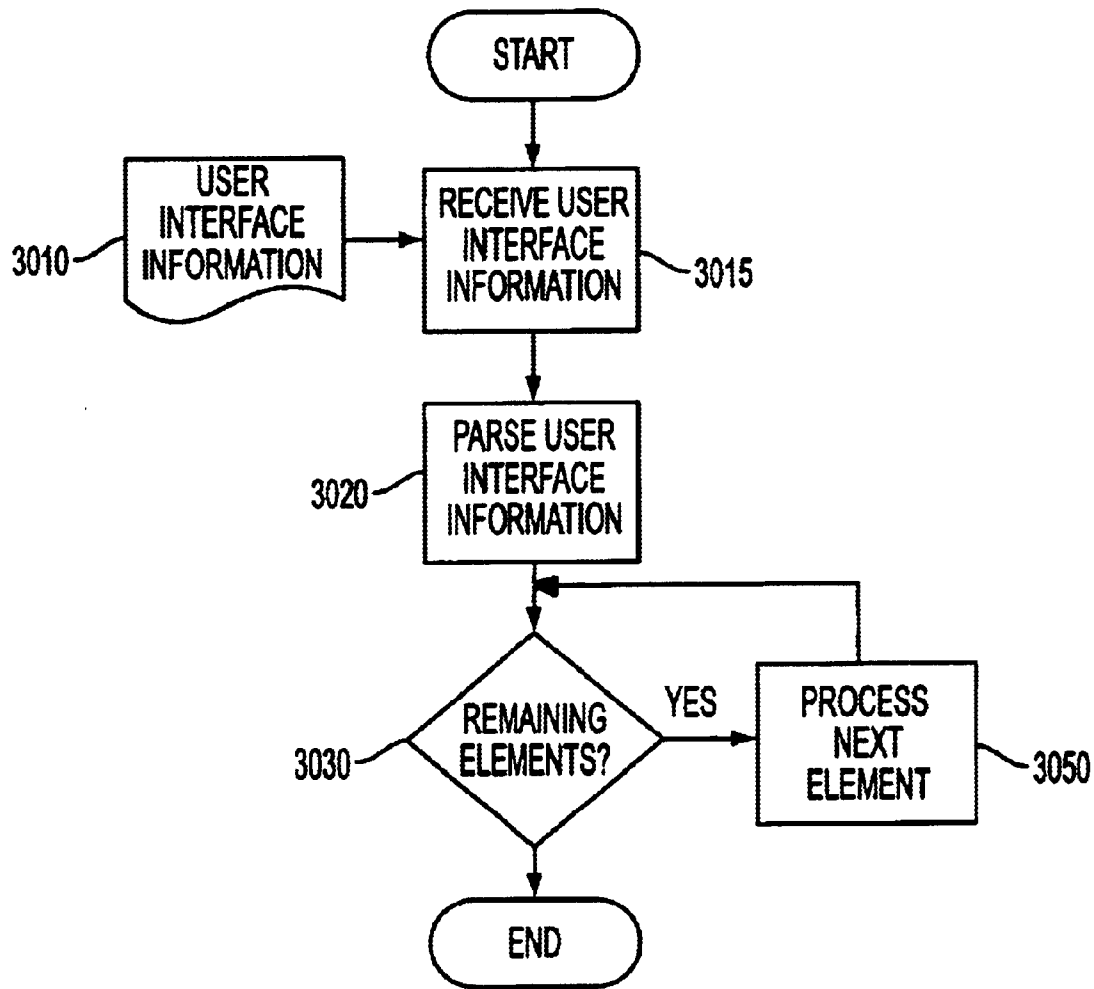 START
USER
INTERFACE
INFORMATION
3010
RECEIVE USER
INTERFACE
INFORMATION
3015
PARSE USER
INTERFACE
INFORMATION
3020
REMAINING
ELEMENTS?
3030
YES
PROCESS
NEXT
ELEMENT
3050
END